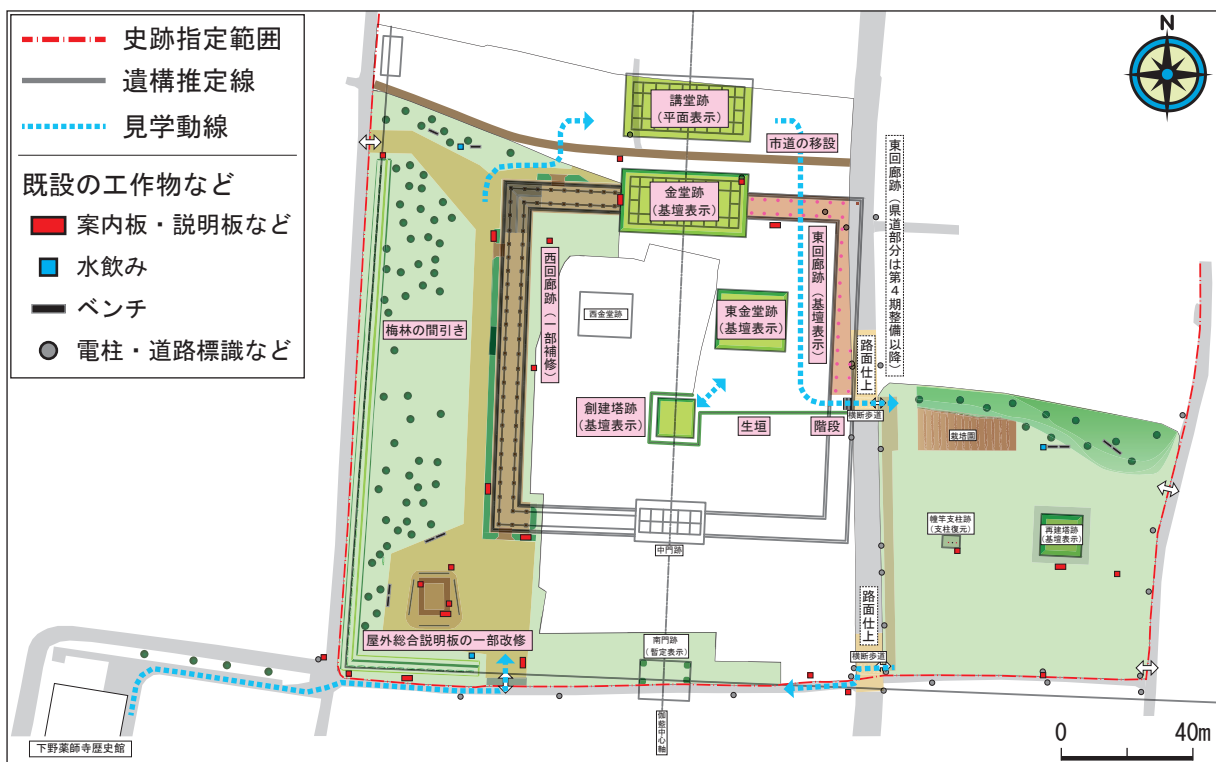 史跡指定範囲
遺構推定線
見学動線
既設の工作物など
案内板・説明板など
水飲み
ベンチ
電柱・道路標識など
N
講堂跡
(平面表示)
市道の移設
金堂跡
(基壇表示)
東回廊跡(県道部分は第4期整備以降)
東回廊跡(基壇表示)
西回廊跡(一部補修)
西金堂跡
東金堂跡
(基壇表示)
梅林の間引き
路面仕上
創建塔跡
(基壇表示)
生垣
階段
横断歩道
栽培園
幢竿支柱跡
(支柱復元)
再建塔跡
(基壇表示)
中門跡
路面仕上
屋外総合説明板の一部改修
南門跡
(暫定表示)
横断歩道
伽藍中心軸
下野薬師寺歴史館
0
40m